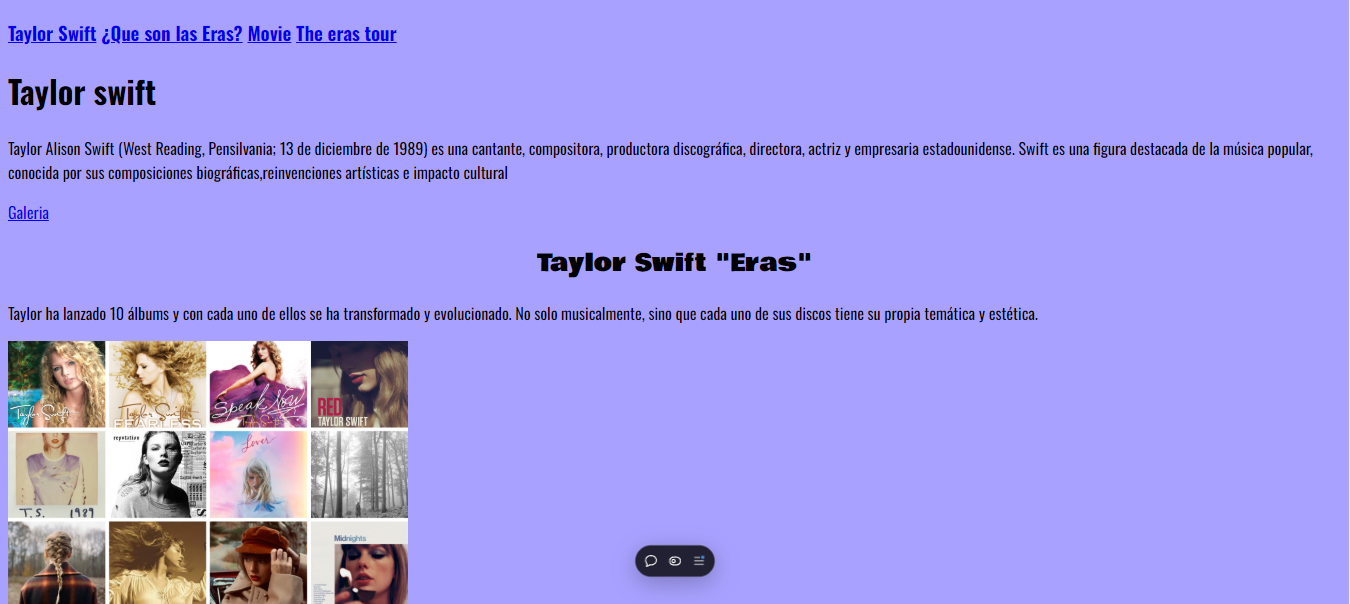 Taylor Swift ¿Que son las Eras? Movie The eras tour
Taylor swift
Taylor Alison Swift (West Reading, Pensilvania; 13 de diciembre de 1989) es una cantante, compositora, productora discográfica, directora, actriz y empresaria estadounidense. Swift es una figura destacada de la música popular,
conocida por sus composiciones biográficas,reinvenciones artísticas e impacto cultural
Galeria
Taylor Swift "Eras"
Taylor ha lanzado 10 álbums y con cada uno de ellos se ha transformado y evolucionado. No solo musicalmente, sino que cada uno de sus discos tiene su propia temática y estética.
Taylor Swift
Taylor Swift
FEARLESS
Speak Now
Taylor Swift
RED
TAYLOR SWIFT
T.S. 1989
reputation
Lover
Midnights